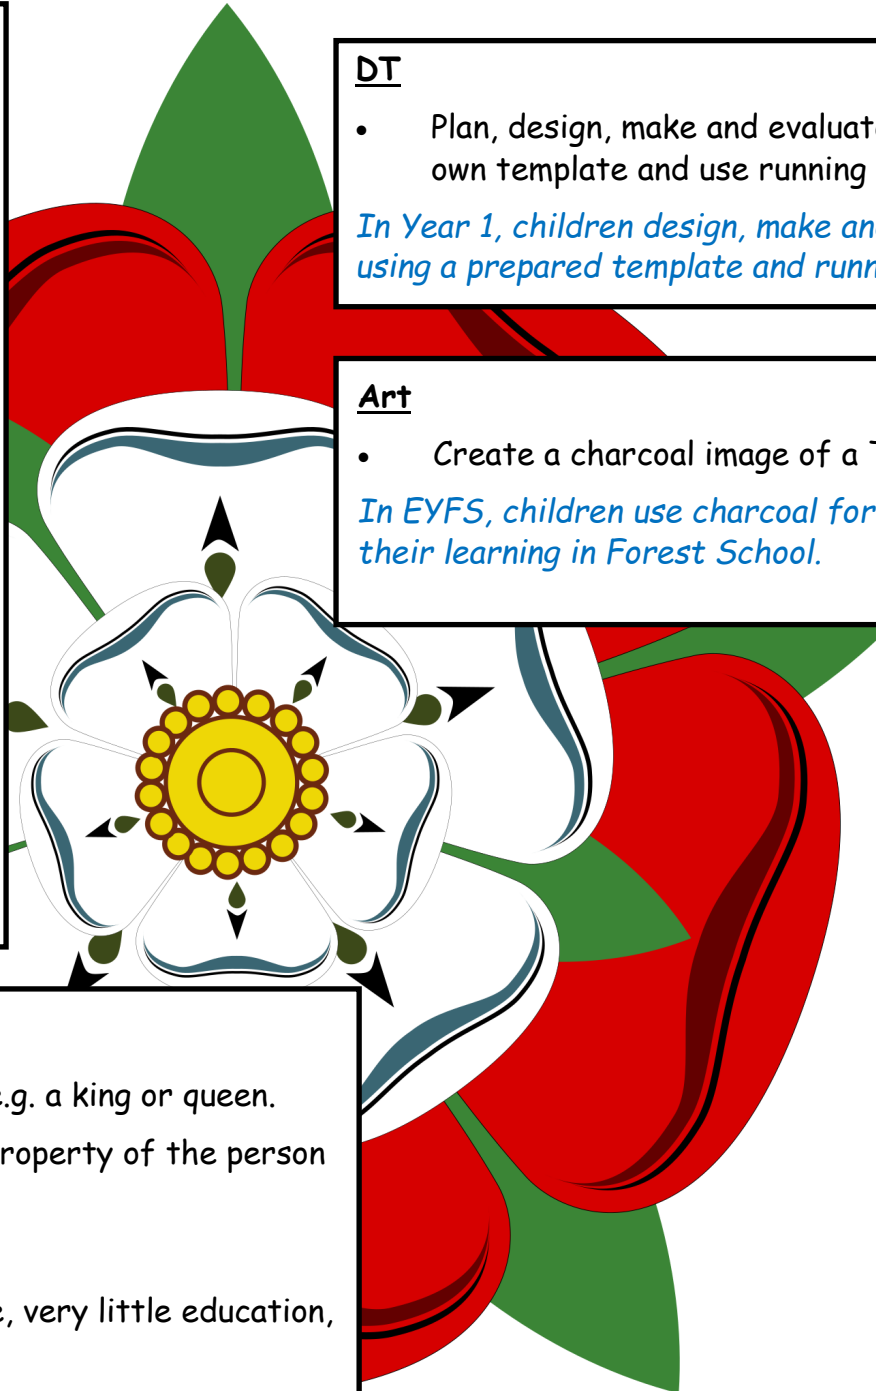 DT
• Plan, design, make and evaluate
own template and use running
In Year 1, children design, make an
using a prepared template and runn
Art
• Create a charcoal image of a T
In EYFS, children use charcoal for
their learning in Forest School.
e.g. a king or queen.
roperty of the person
e, very little education,